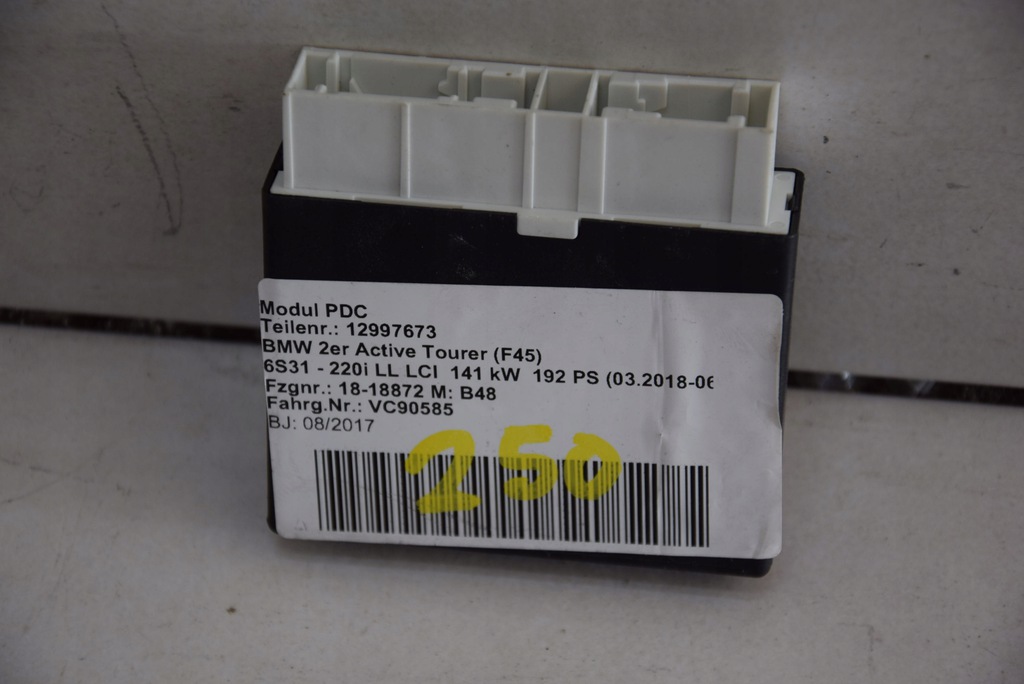 Modul PDC
Teilenr.: 12997673
BMW 2er Active Tourer (F45)
6S31 - 220i LL LCI 141 kW 192 PS (03.2018-06
Fzgnr.: 18-18872 M: B48
Fahrg.Nr.: VC90585
BJ: 08/2017
250